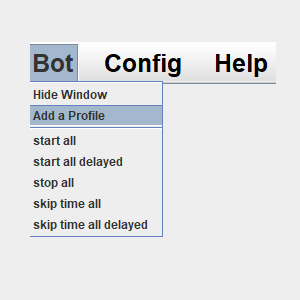 Bot Config Help
Hide Window
Add a Profile
start all
start all delayed
stop all
skip time all
skip time all delayed